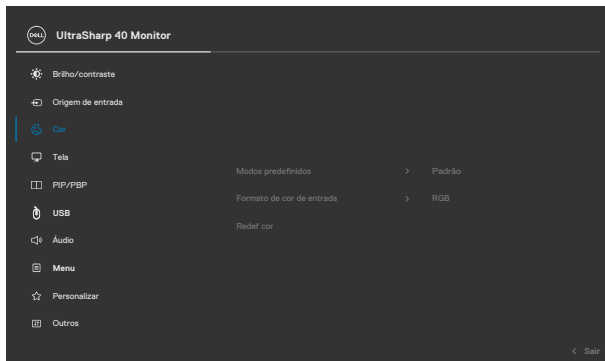 DELL UltraSharp 40 Monitor
Brilho/contraste
Origem de entrada
Cor
Tela
PIP/PBP
USB
Áudio
Menu
Personalizar
Outros
Modos predefinidos > Padrão
Formato de cor de entrada > RGB
Redef cor
< Sair